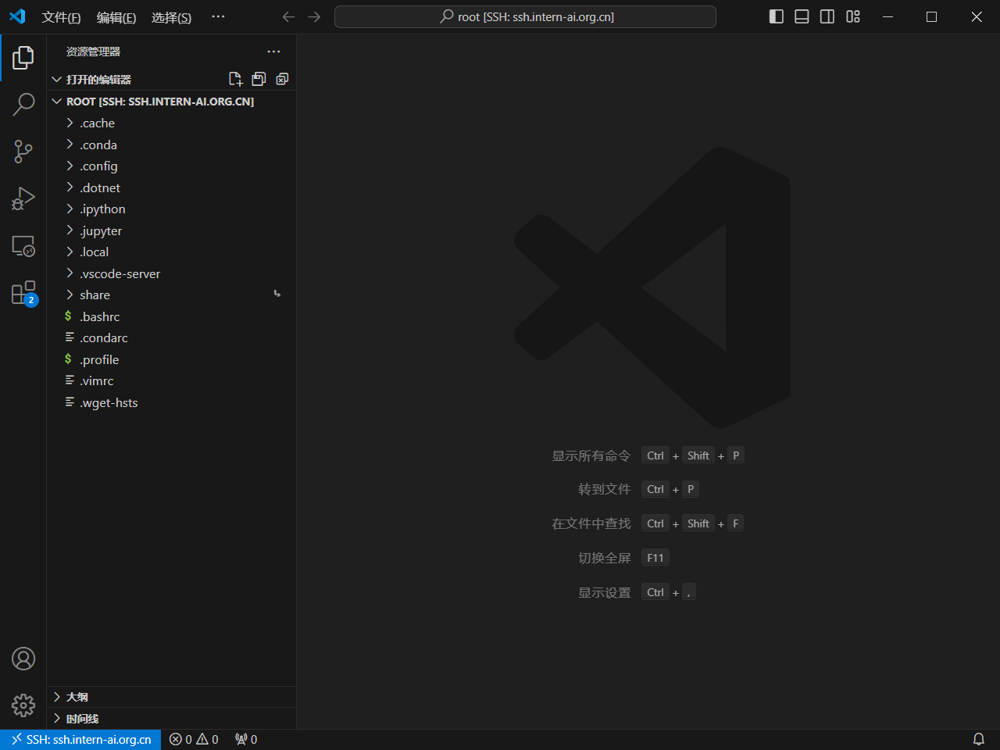 文件(F) 编辑(E) 选择(S) ··· root [SSH: ssh.intern-ai.org.cn]
资源管理器
打开的编辑器
ROOT [SSH: SSH.INTERN-AI.ORG.CN]
.cache
.conda
.config
.dotnet
.ipython
.jupyter
.local
.vscode-server
share
.bashrc
.condarc
.profile
.vimrc
.wget-hsts
2
显示所有命令 Ctrl + Shift + P
转到文件 Ctrl + P
在文件中查找 Ctrl + Shift + F
切换全屏 F11
显示设置 Ctrl + ,
大纲
时间线
SSH: ssh.intern-ai.org.cn 0 0 0